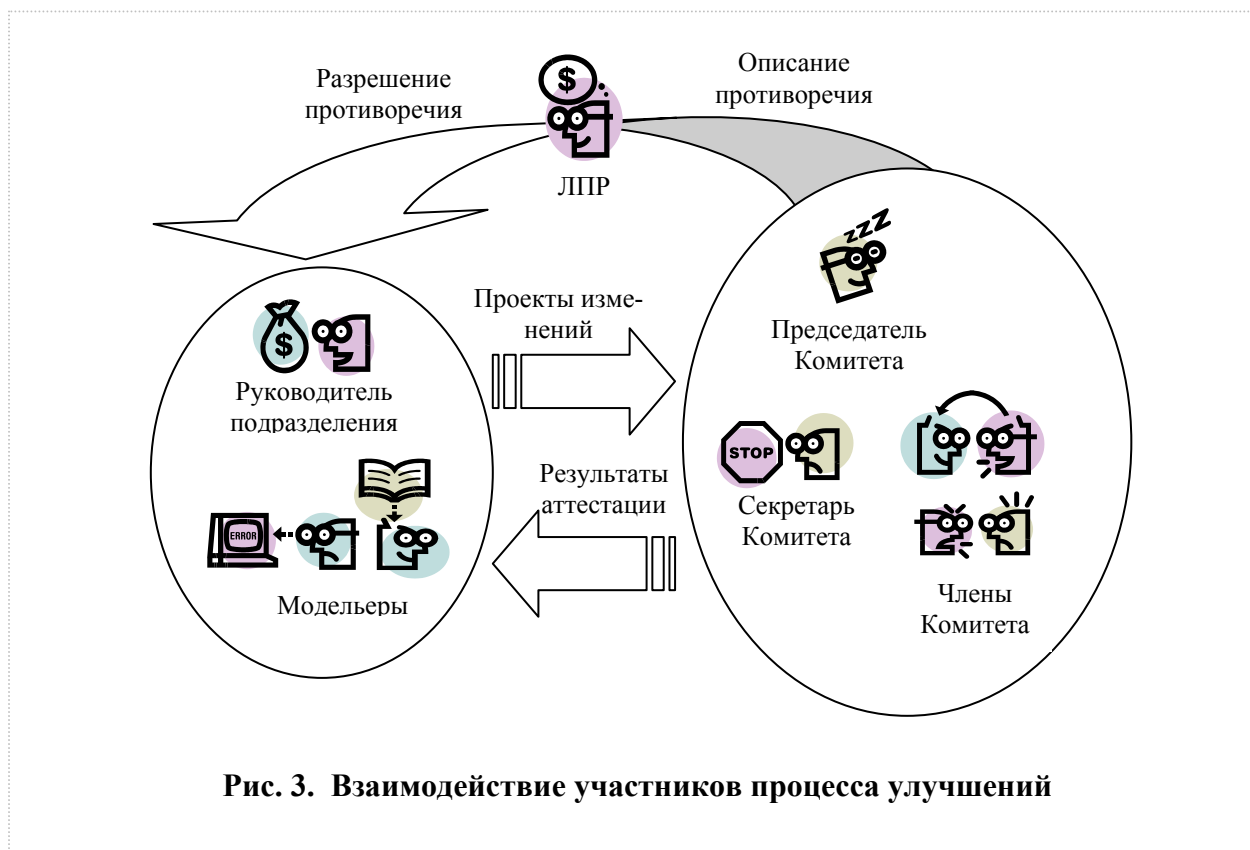 Разрешение
противоречия
Описание
противоречия
$
ЛПР
zzz
Председатель
Комитета
Проекты изме-
нений
$
Руководитель
подразделения
STOP
Секретарь
Комитета
Результаты
аттестации
ERROR
Модельеры
Члены
Комитета
Рис. 3. Взаимодействие участников процесса улучшений